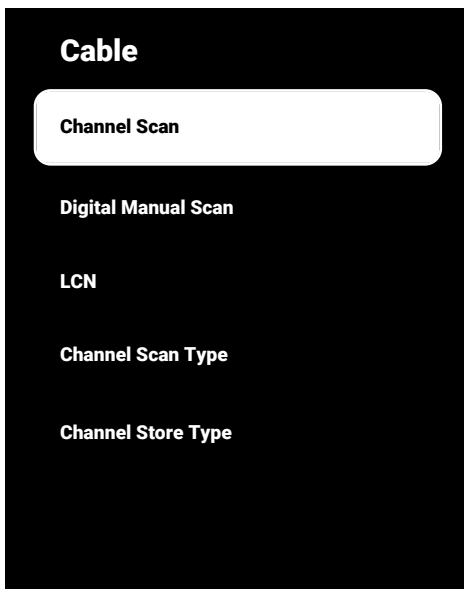 Cable
Channel Scan
Digital Manual Scan
LCN
Channel Scan Type
Channel Store Type